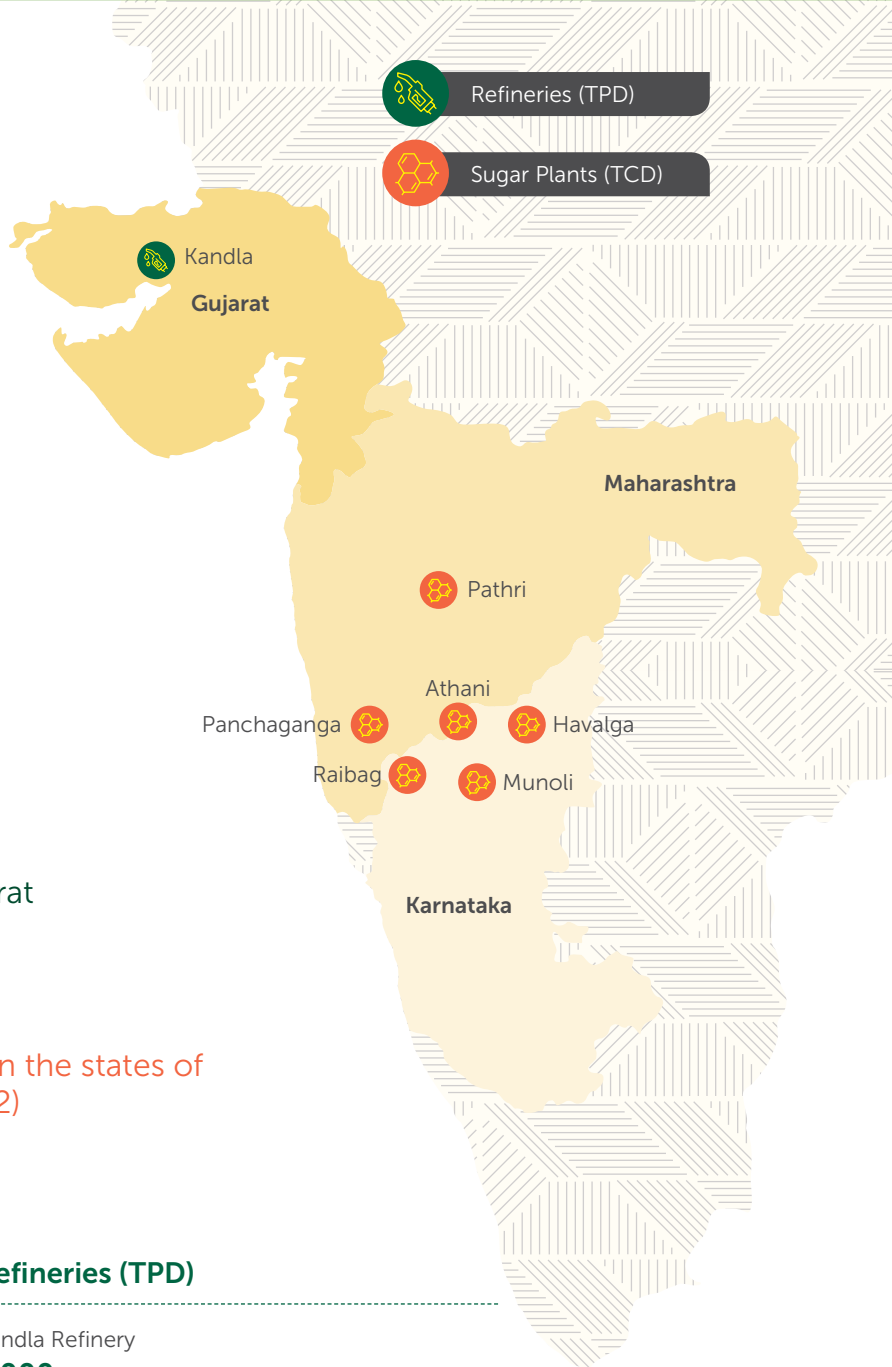 Refineries (TPD)
Sugar Plants (TCD)
Kandla
Gujarat
Maharashtra
Pathri
Athani
Panchaganga
Havalga
Raibag
Munoli
rat
Karnataka
n the states of
2)
efineries (TPD)
ndla Refinery